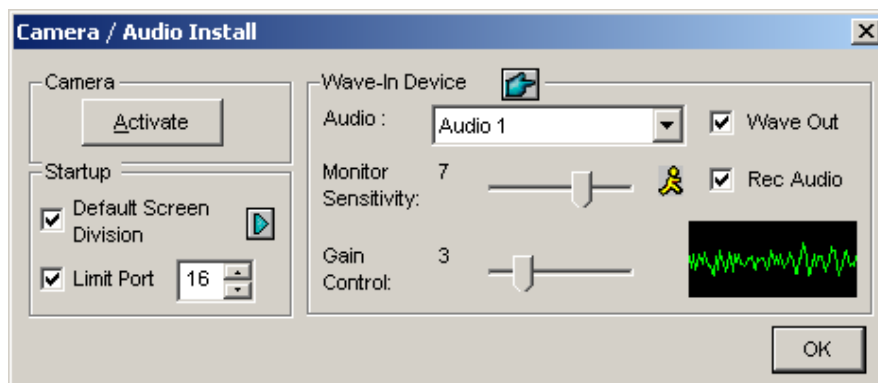 Camera / Audio Install
Camera
Activate
Startup
Default Screen
Division
Limit Port 16
Wave-In Device
Audio : Audio 1 Wave Out
Monitor 7 Rec Audio
Sensitivity:
Gain 3
Control:
OK